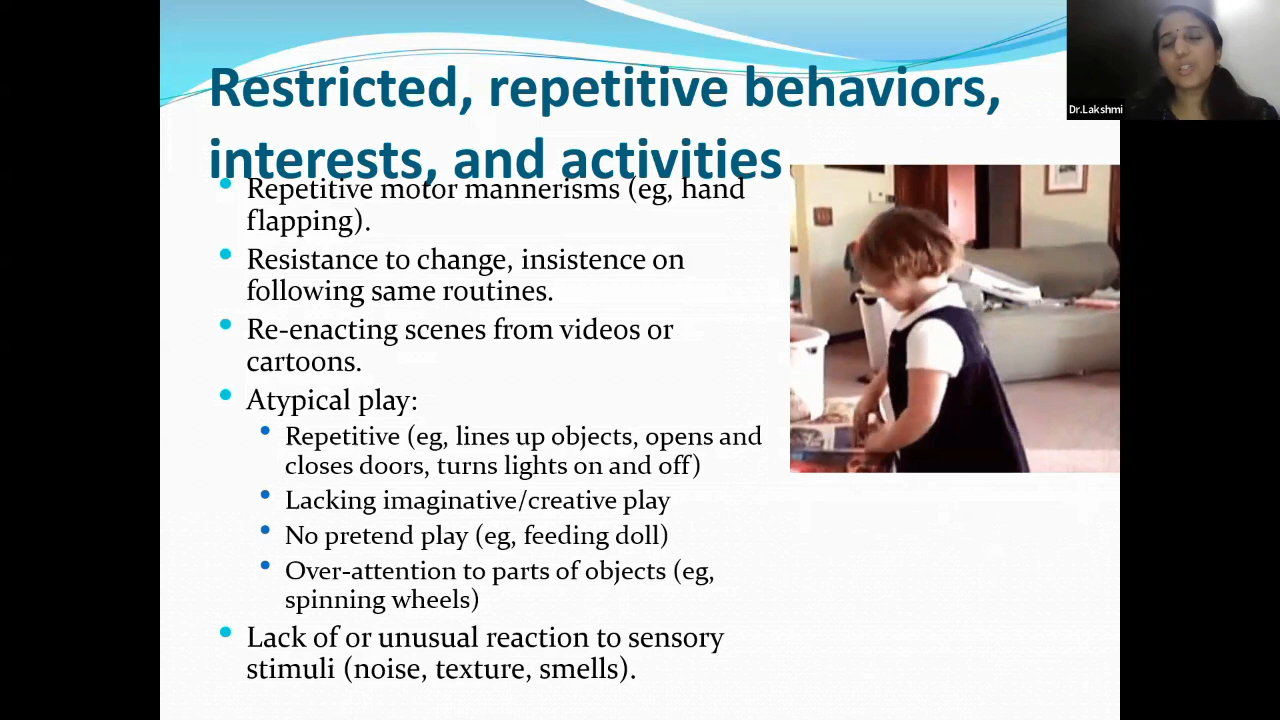 Restricted, repetitive behaviors,
interests, and activities
Dr.Lakshmi
Repetitive motor mannerisms (eg, hand
flapping).
Resistance to change, insistence on
following same routines.
Re-enacting scenes from videos or
cartoons.
Atypical play:
Repetitive (eg, lines up objects, opens and
closes doors, turns lights on and off)
Lacking imaginative/creative play
No pretend play (eg, feeding doll)
Over-attention to parts of objects (eg,
spinning wheels)
Lack of or unusual reaction to sensory
stimuli (noise, texture, smells).